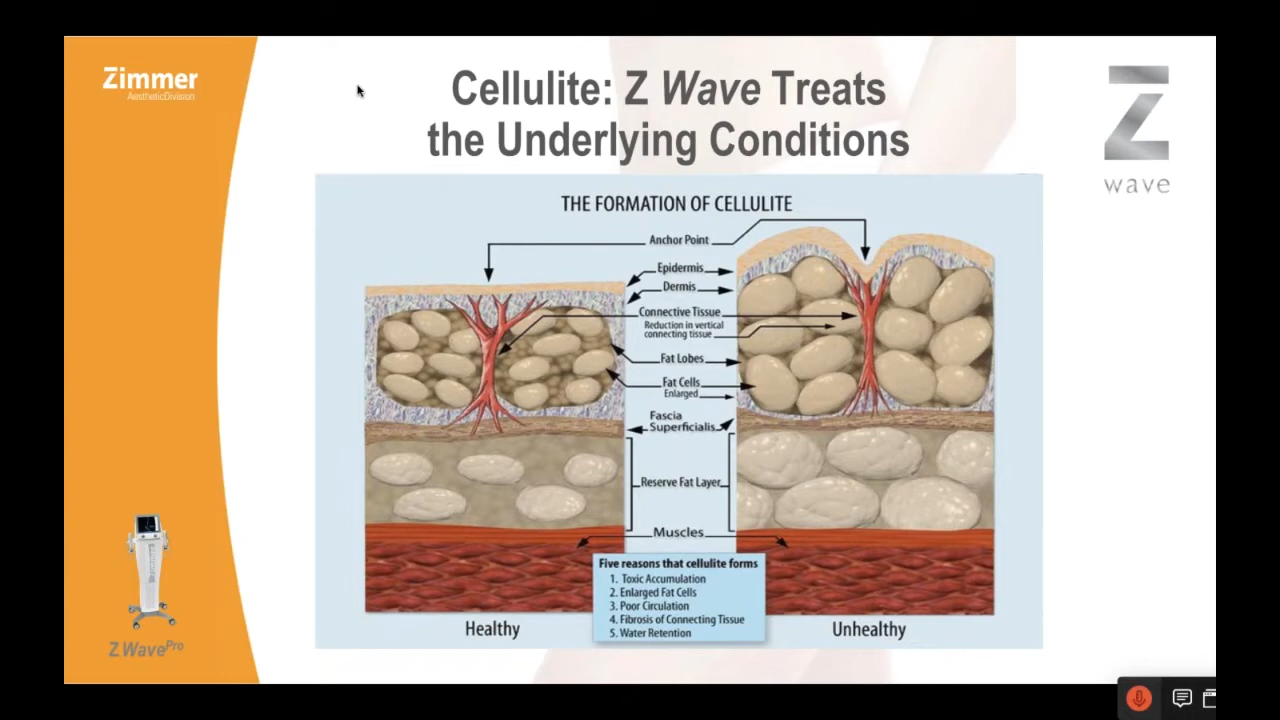 Zimmer
AestheticDivision
Cellulite: Z Wave Treats
the Underlying Conditions
Z
wave
THE FORMATION OF CELLULITE
Anchor Point
Epidermis
Dermis
Connective Tissue
Reduction in vertical
connecting tissue
Fat Lobes
Fat Cells
Enlarged
Fascia
Superficialis
Reserve Fat Layer
Muscles
Five reasons that cellulite forms
1. Toxic Accumulation
2. Enlarged Fat Cells
3. Poor Circulation
4. Fibrosis of Connecting Tissue
5. Water Retention
Healthy
Unhealthy
Z WavePro